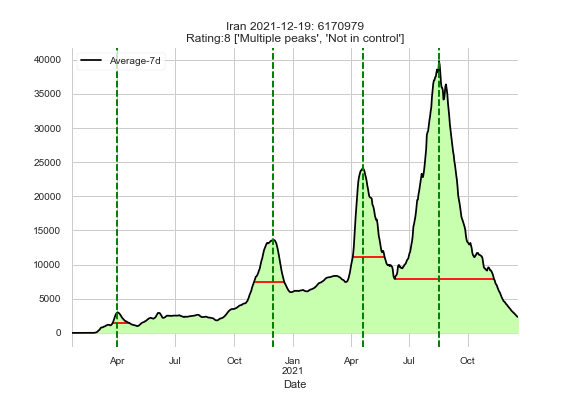 Iran 2021-12-19: 6170979
Rating:8 ['Multiple peaks', 'Not in control']
Average-7d
40000
35000
30000
25000
20000
15000
10000
5000
0
Apr Jul Oct Jan Apr Jul Oct
2021
Date